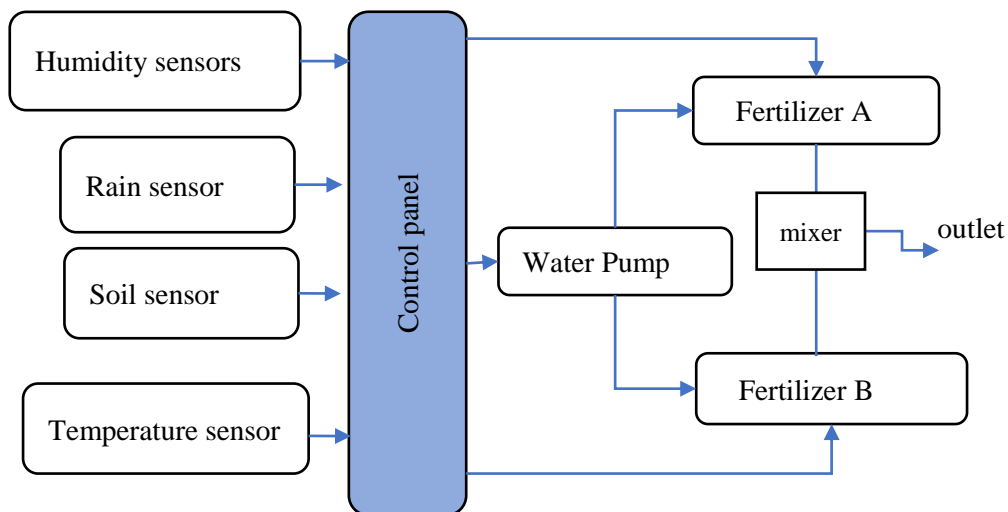 Humidity sensors
Rain sensor
Soil sensor
Temperature sensor
Control panel
Water Pump
Fertilizer A
mixer
outlet
Fertilizer B